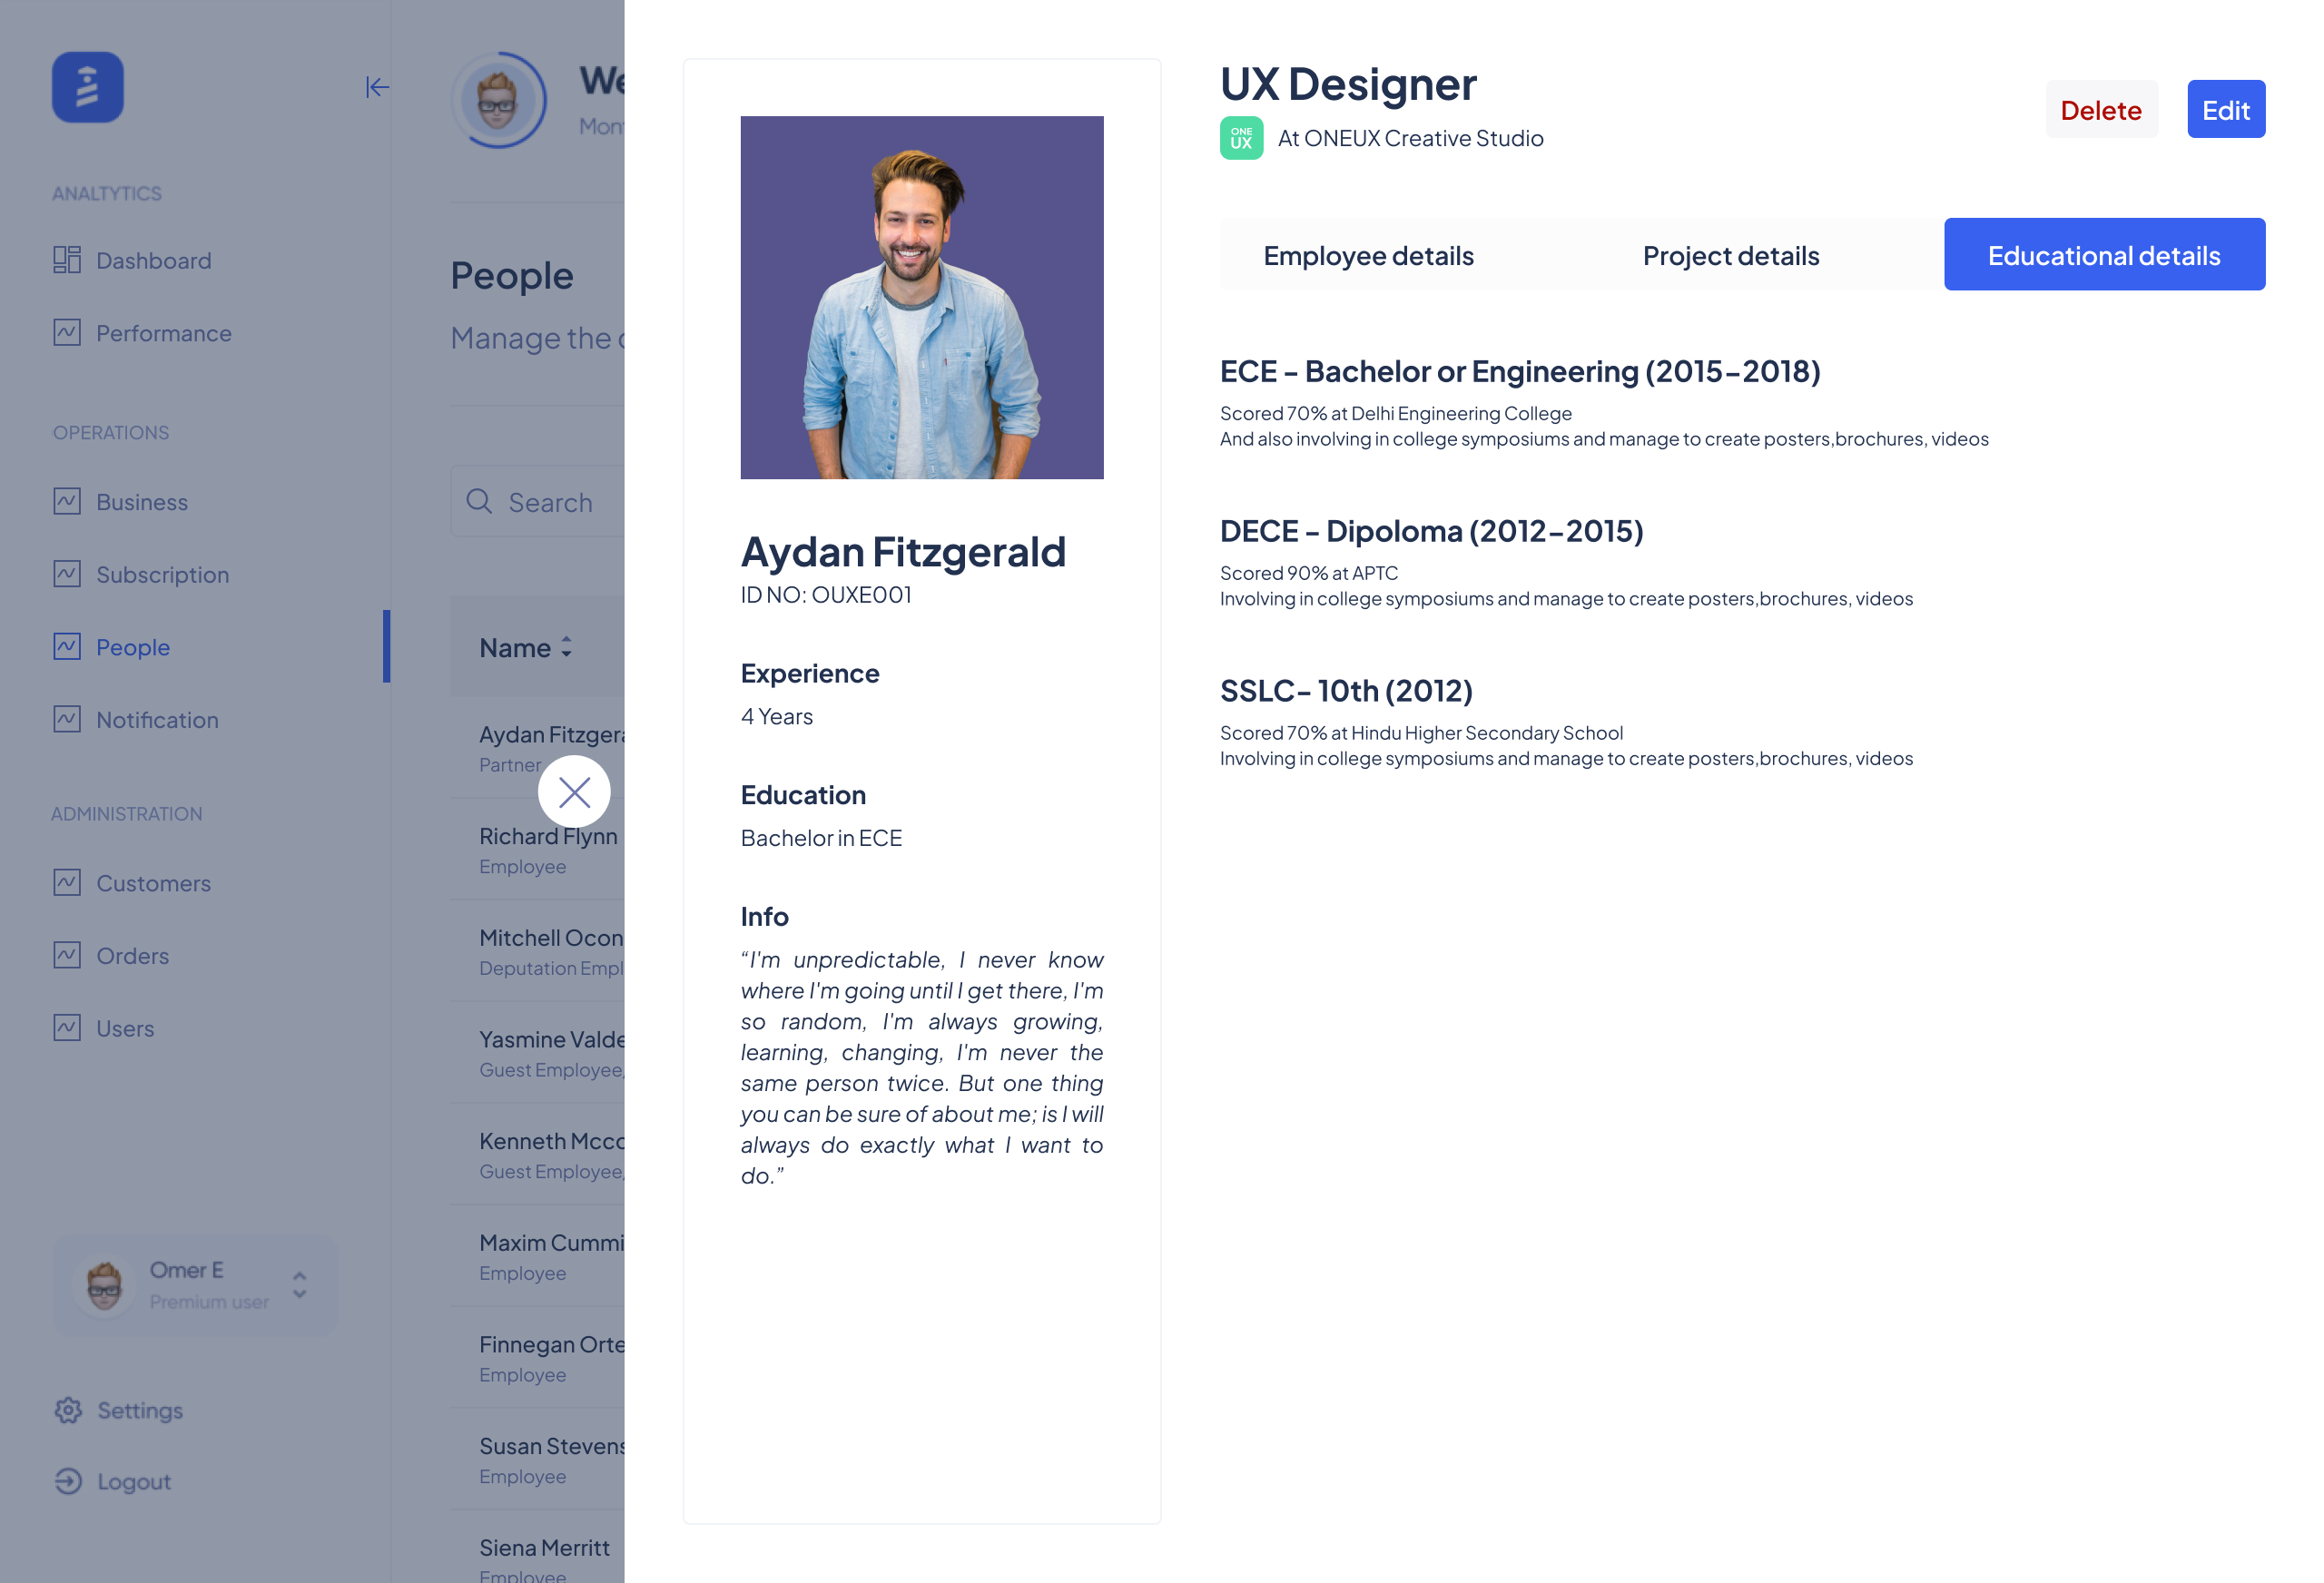 ANALTYTICS
Dashboard
Performance
OPERATIONS
Business
Subscription
People
Notification
ADMINISTRATION
Customers
Orders
Users
Omer E
Premium user
Settings
Logout
People
Manage the
Search
Name
Aydan Fitzgera
Partner
Richard Flynn
Employee
Mitchell Ocon
Deputation Empl
Yasmine Valde
Guest Employee,
Kenneth Mcco
Guest Employee,
Maxim Cummi
Employee
Finnegan Orte
Employee
Susan Stevens
Employee
Siena Merritt
Employee
Aydan Fitzgerald
ID NO: OUXE001
Experience
4 Years
Education
Bachelor in ECE
Info
“I'm unpredictable, I never know
where I'm going until I get there, I'm
so random, I'm always growing,
learning, changing, I'm never the
same person twice. But one thing
you can be sure of about me; is I will
always do exactly what I want to
do.”
UX Designer
ONE
UX
At ONEUX Creative Studio
Delete
Edit
Employee details
Project details
Educational details
ECE - Bachelor or Engineering (2015-2018)
Scored 70% at Delhi Engineering College
And also involving in college symposiums and manage to create posters,brochures, videos
DECE - Dipoloma (2012-2015)
Scored 90% at APTC
Involving in college symposiums and manage to create posters,brochures, videos
SSLC- 10th (2012)
Scored 70% at Hindu Higher Secondary School
Involving in college symposiums and manage to create posters,brochures, videos